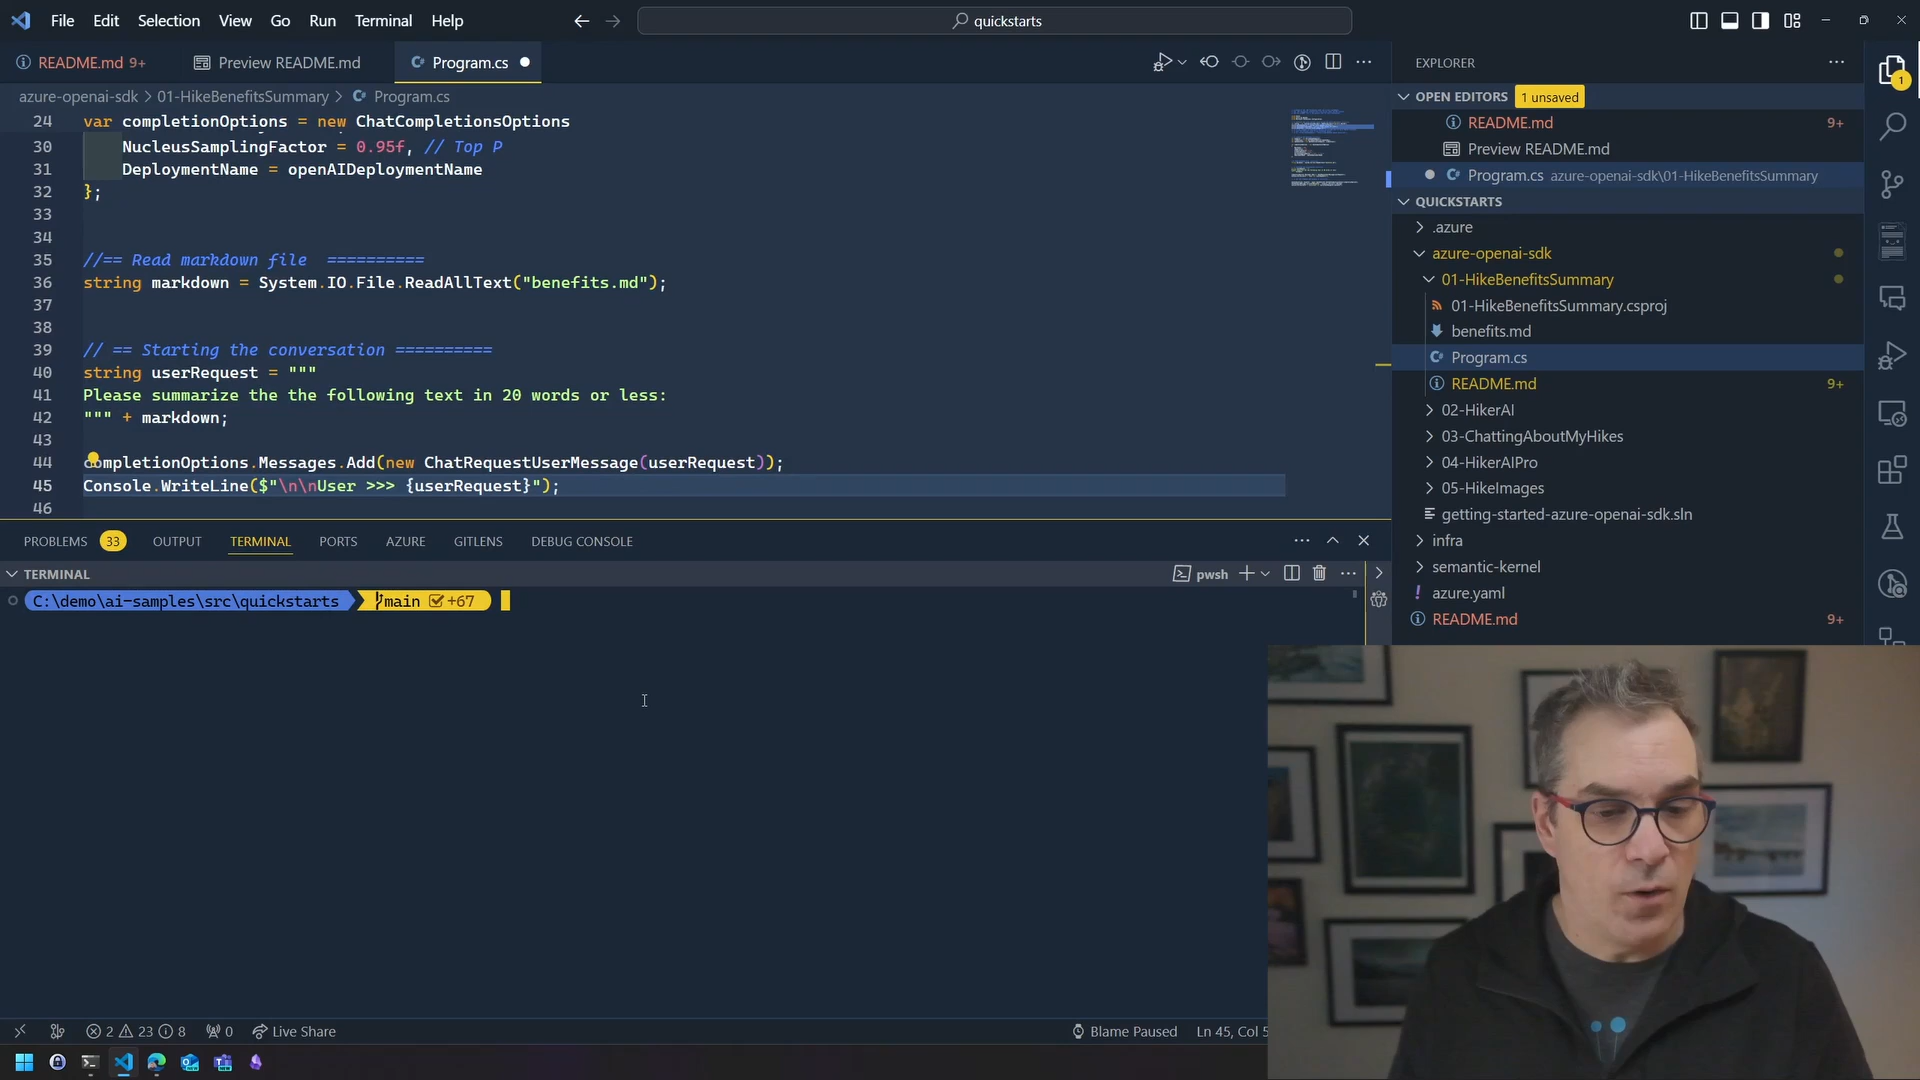 File Edit Selection View Go Run Terminal Help
quickstarts
README.md 9+
Preview README.md
Program.cs
azure-openai-sdk > 01-HikeBenefitsSummary > Program.cs
24 var completionOptions = new ChatCompletionsOptions
30 NucleusSamplingFactor = 0.95f, // Top P
31 DeploymentName = openAIDeploymentName
32 };
33
34
35 //== Read markdown file ==========
36 string markdown = System.IO.File.ReadAllText("benefits.md");
37
38
39 // == Starting the conversation ==========
40 string userRequest = """
41 Please summarize the the following text in 20 words or less:
42 """ + markdown;
43
44 completionOptions.Messages.Add(new ChatRequestUserMessage(userRequest));
45 Console.WriteLine($"\n\nUser >>> {userRequest}");
46
PROBLEMS 33 OUTPUT TERMINAL PORTS AZURE GITLENS DEBUG CONSOLE
TERMINAL
pwsh
C:\demo\ai-samples\src\quickstarts main +67
EXPLORER
OPEN EDITORS 1 unsaved
README.md 9+
Preview README.md
Program.cs azure-openai-sdk\01-HikeBenefitsSummary
QUICKSTARTS
.azure
azure-openai-sdk
01-HikeBenefitsSummary
01-HikeBenefitsSummary.csproj
benefits.md
Program.cs
README.md 9+
02-HikerAI
03-ChattingAboutMyHikes
04-HikerAIPro
05-HikeImages
getting-started-azure-openai-sdk.sln
infra
semantic-kernel
azure.yaml
README.md 9+
1
2 23 8 0 Live Share
Blame Paused Ln 45, Col 5